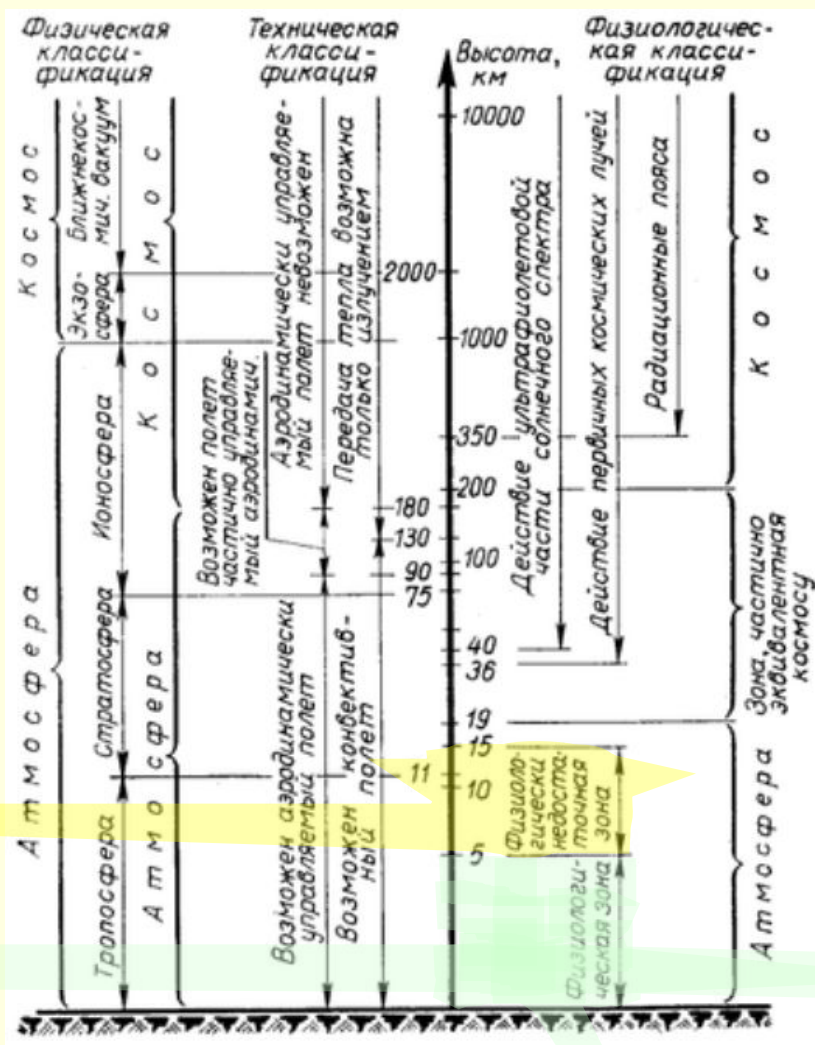 Физическая
класси-
фикация
Техническая
класси-
фикация
Высота,
км
Физиологичес-
кая класси-
фикация
Космос
Ближнекос-
мич. вакуум
Экзо-
сфера
Космос
Ионосфера
Атмосфера
Стратосфера
Атмосфера
Тропосфера
Возможен полет
частично управляе-
мый аэродинамич.
Аэродинамически управляе-
мый полет невозможен
Передача тепла возможна
только излучением
Возможен аэродинамически
управляемый полет
Возможен конвектив-
ный полет
10000
2000
1000
350
200
180
130
100
90
75
40
36
19
15
11
10
5
Действие ультрафиолетовой
части солнечного спектра
Действие первичных космических лучей
Радиационные пояса
Космос
Зона, частично
эквивалентная
космосу
Физиоло-
гически
недоста-
точная
зона
Физиологи-
ческая зона
Атмосфера